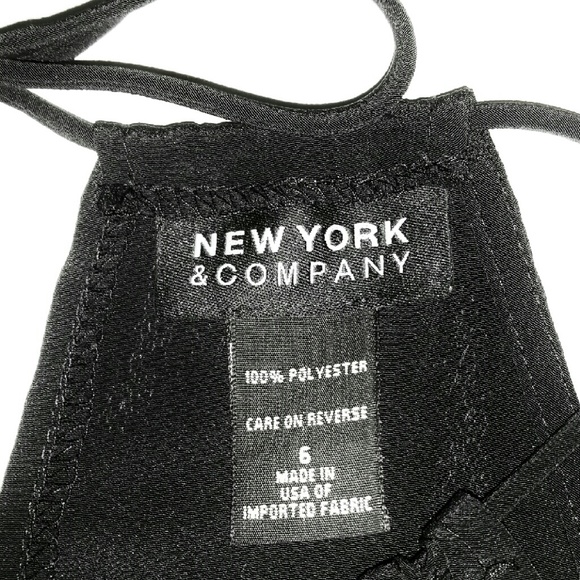 NEW YORK
& COMPANY
100% POLYESTER
CARE ON REVERSE
6
MADE IN
USA OF
IMPORTED FABRIC